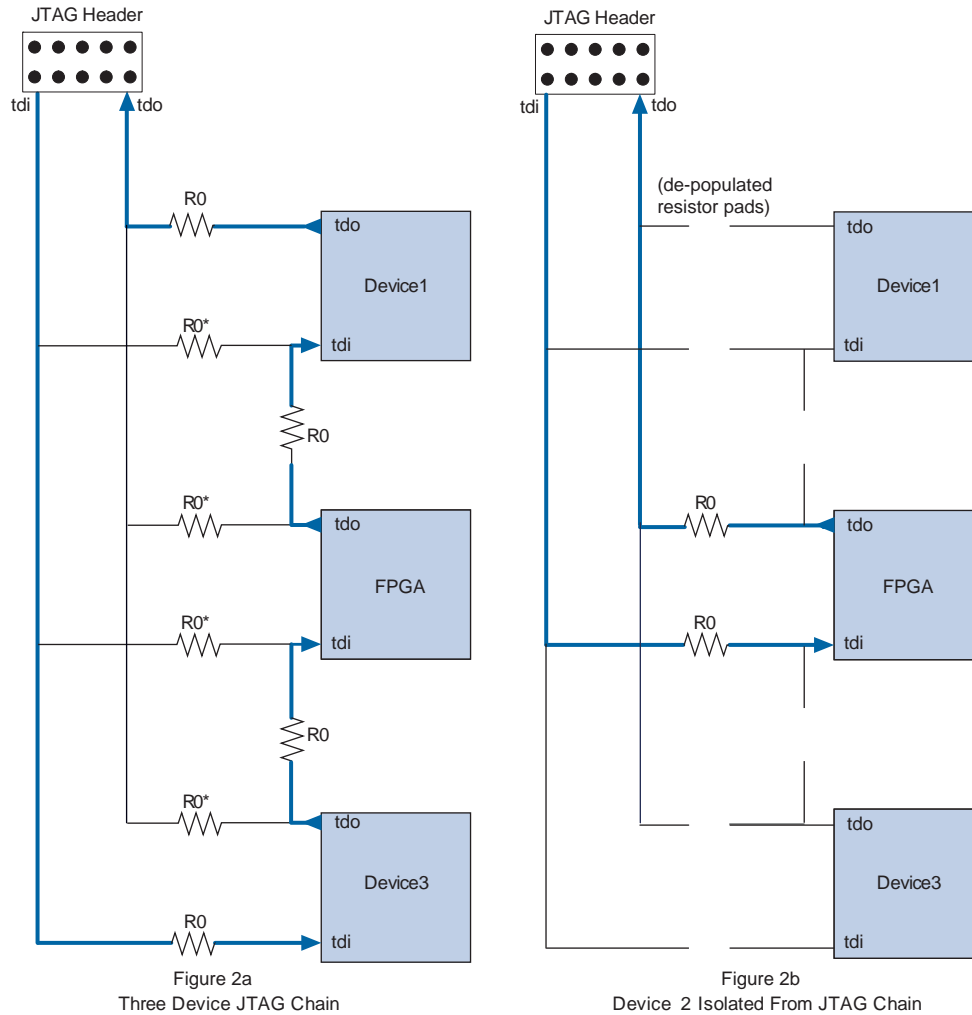 JTAG Header
tdi
tdo
R0
tdo
Device1
R0*
tdi
R0
R0*
tdo
FPGA
R0*
tdi
R0
R0*
tdo
Device3
R0
tdi
Figure 2a
Three Device JTAG Chain
JTAG Header
tdi
tdo
(de-populated
resistor pads)
tdo
Device1
tdi
R0
tdo
FPGA
R0
tdi
tdo
Device3
tdi
Figure 2b
Device 2 Isolated From JTAG Chain